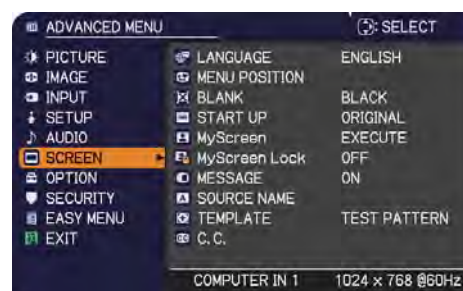 ADVANCED MENU : SELECT
PICTURE
IMAGE
INPUT
SETUP
AUDIO
SCREEN
OPTION
SECURITY
EASY MENU
EXIT
LANGUAGE ENGLISH
MENU POSITION
BLANK BLACK
START UP ORIGINAL
MyScreen EXECUTE
MyScreen Lock OFF
MESSAGE ON
SOURCE NAME
TEMPLATE TEST PATTERN
C.C.
COMPUTER IN 1 1024 x 768 @60Hz